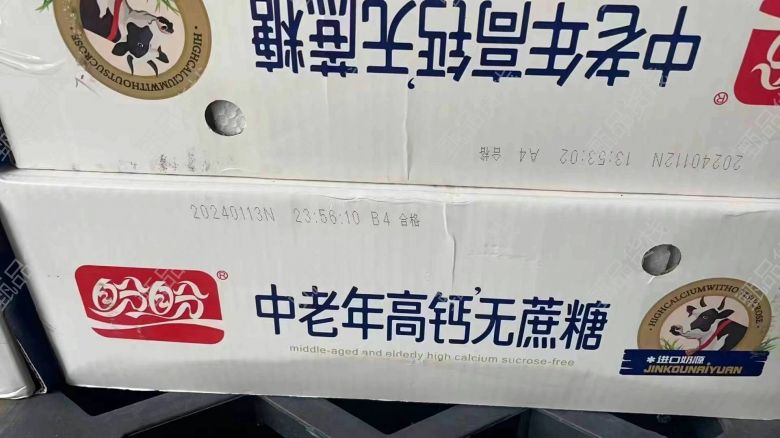 HIGHCALCIUMWITHOUTSUCROSE
中老年高钙无蔗糖
®
20240112N 13:53:02 A4 合格
20240113N 23:56:10 B4 合格
盼盼®
中老年高钙无蔗糖
middle-aged and elderly high calcium sucrose-free
进口奶源
JINKOUNAIYUAN